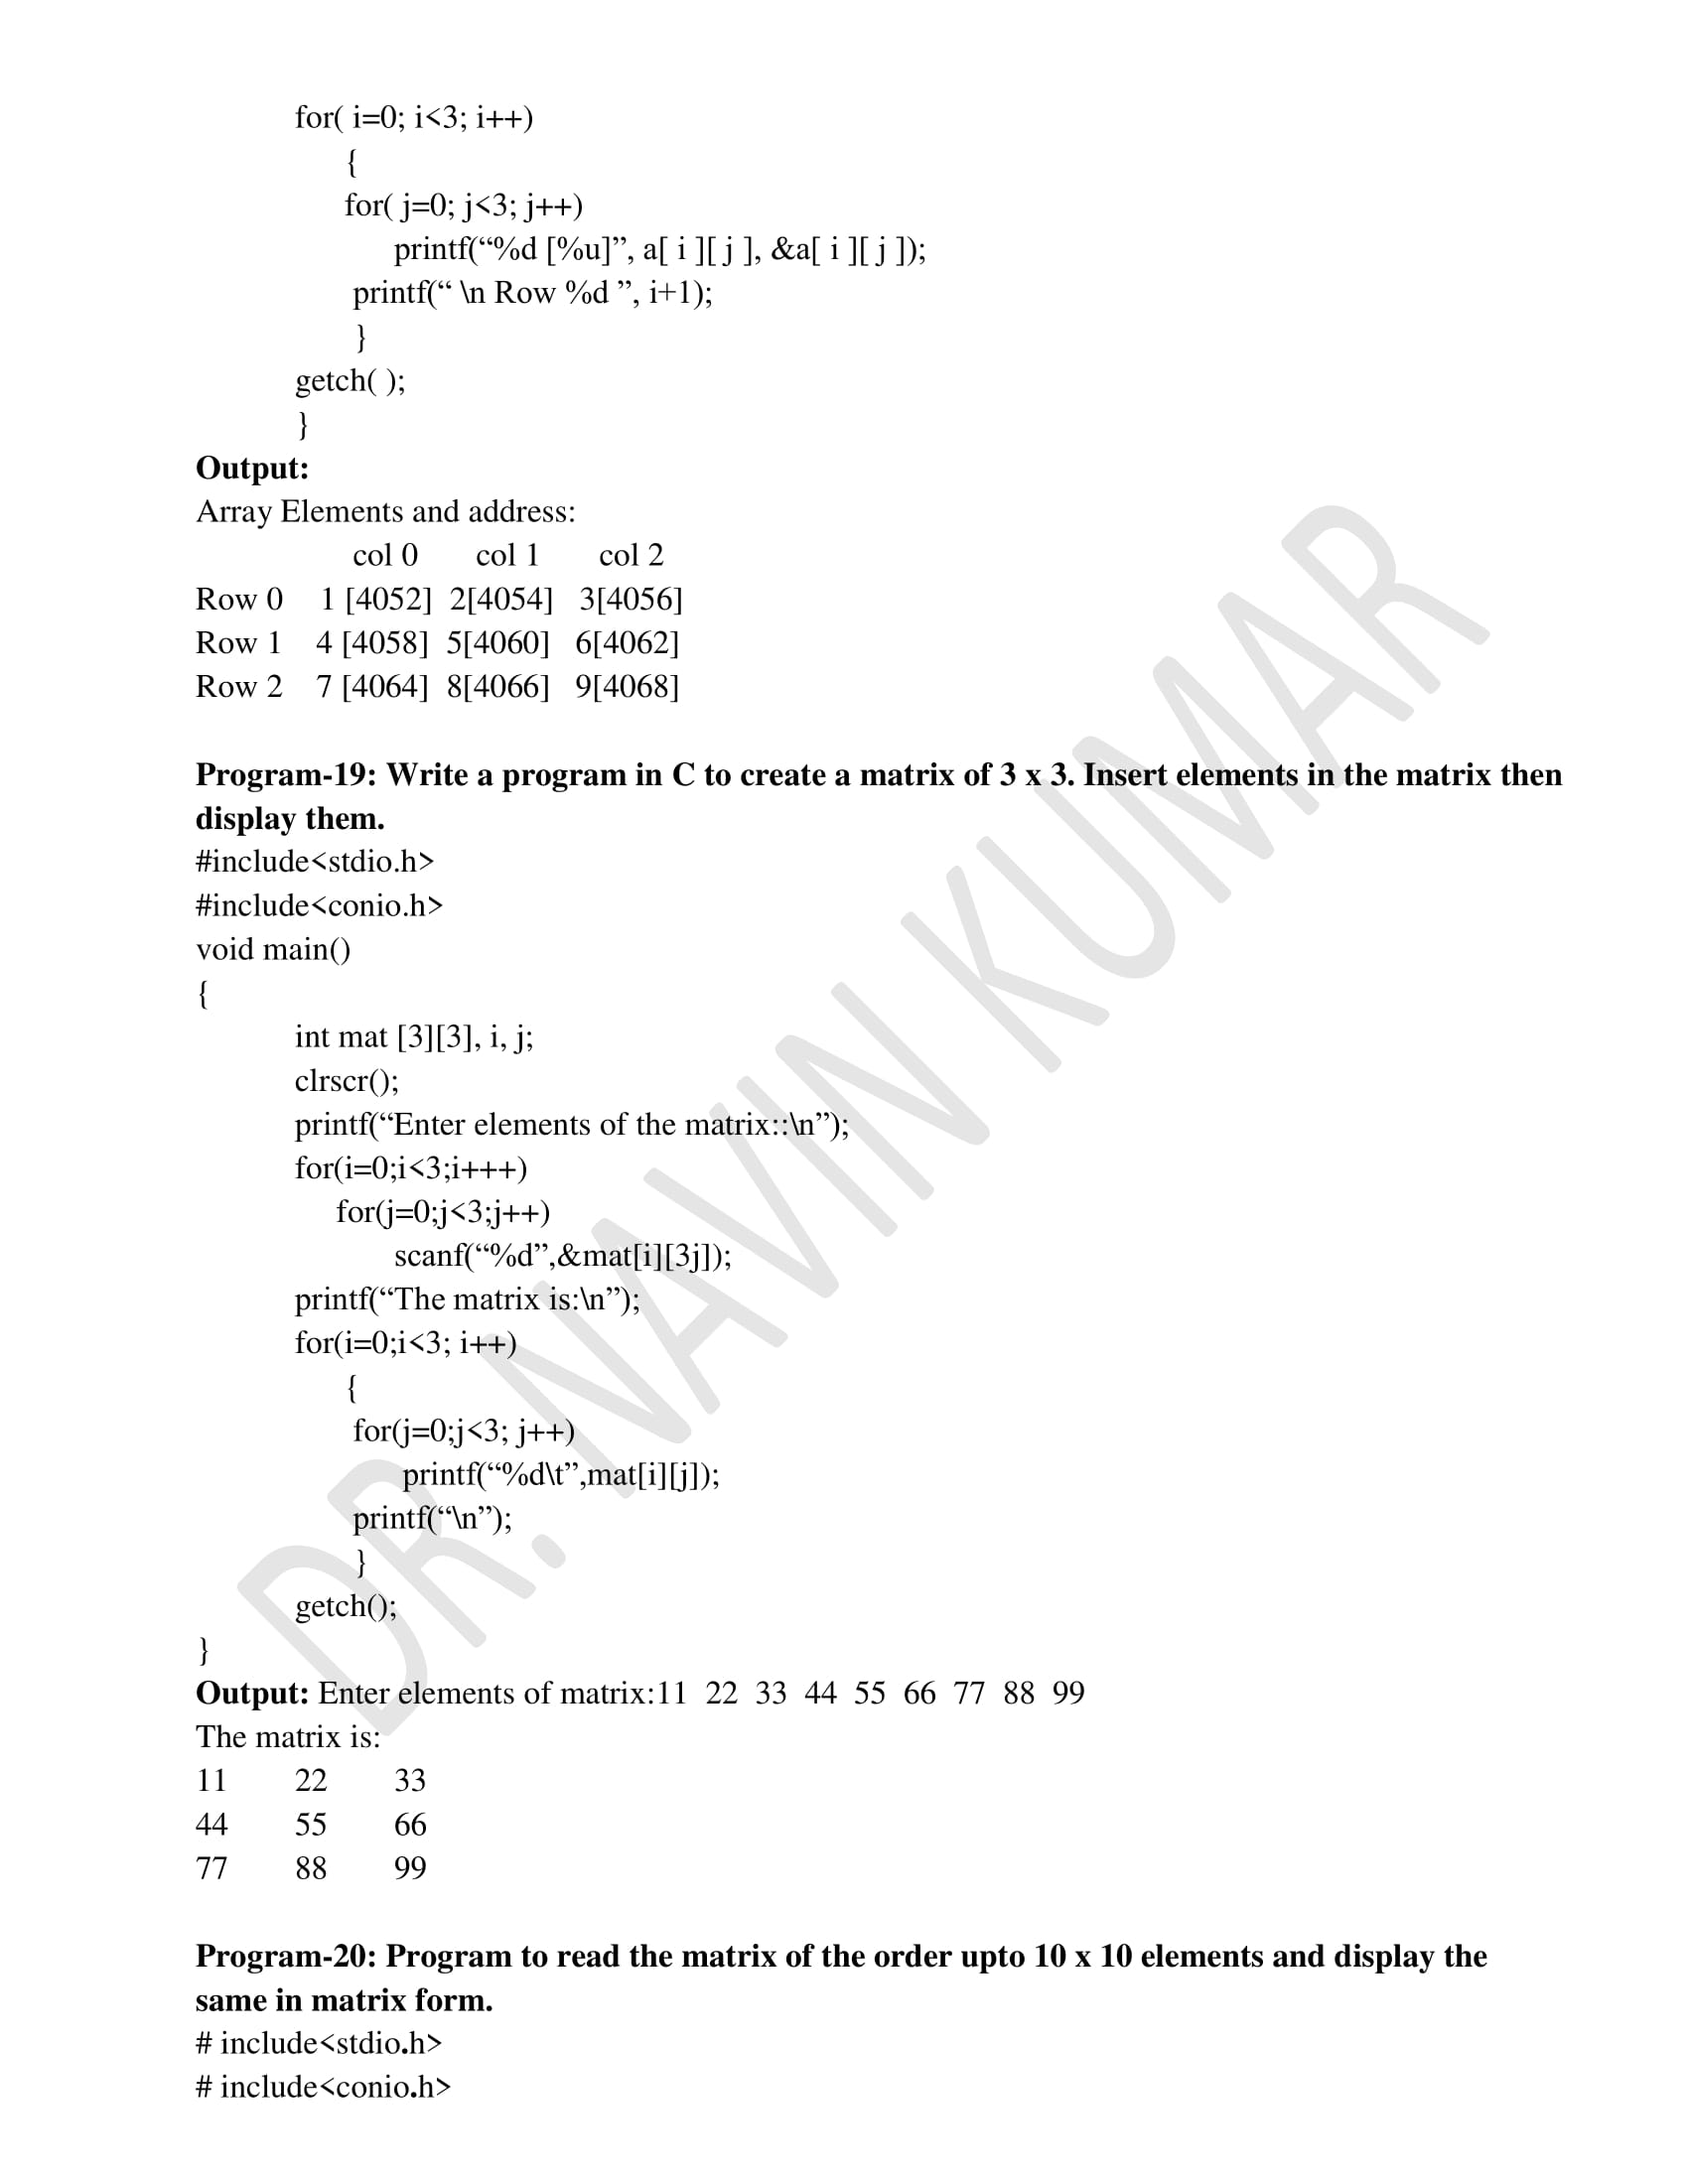 for( i=0; i<3; i++)
{
for( j=0; j<3; j++)
printf(“%d [%u]”, a[ i ][ j ], &a[ i ][ j ]);
printf(“ \n Row %d ”, i+1);
}
getch( );
}
Output:
Array Elements and address:
col 0 col 1 col 2
Row 0 1 [4052] 2[4054] 3[4056]
Row 1 4 [4058] 5[4060] 6[4062]
Row 2 7 [4064] 8[4066] 9[4068]
Program-19: Write a program in C to create a matrix of 3 x 3. Insert elements in the matrix then
display them.
#include<stdio.h>
#include<conio.h>
void main()
{
int mat [3][3], i, j;
clrscr();
printf(“Enter elements of the matrix::\n”);
for(i=0;i<3;i+++)
for(j=0;j<3;j++)
scanf(“%d”,&mat[i][3j]);
printf(“The matrix is:\n”);
for(i=0;i<3; i++)
{
for(j=0;j<3; j++)
printf(“%d\t”,mat[i][j]);
printf(“\n”);
}
getch();
}
Output: Enter elements of matrix:11 22 33 44 55 66 77 88 99
The matrix is:
11 22 33
44 55 66
77 88 99
Program-20: Program to read the matrix of the order upto 10 x 10 elements and display the
same in matrix form.
# include<stdio.h>
# include<conio.h>
DR. NAVIN KUMAR